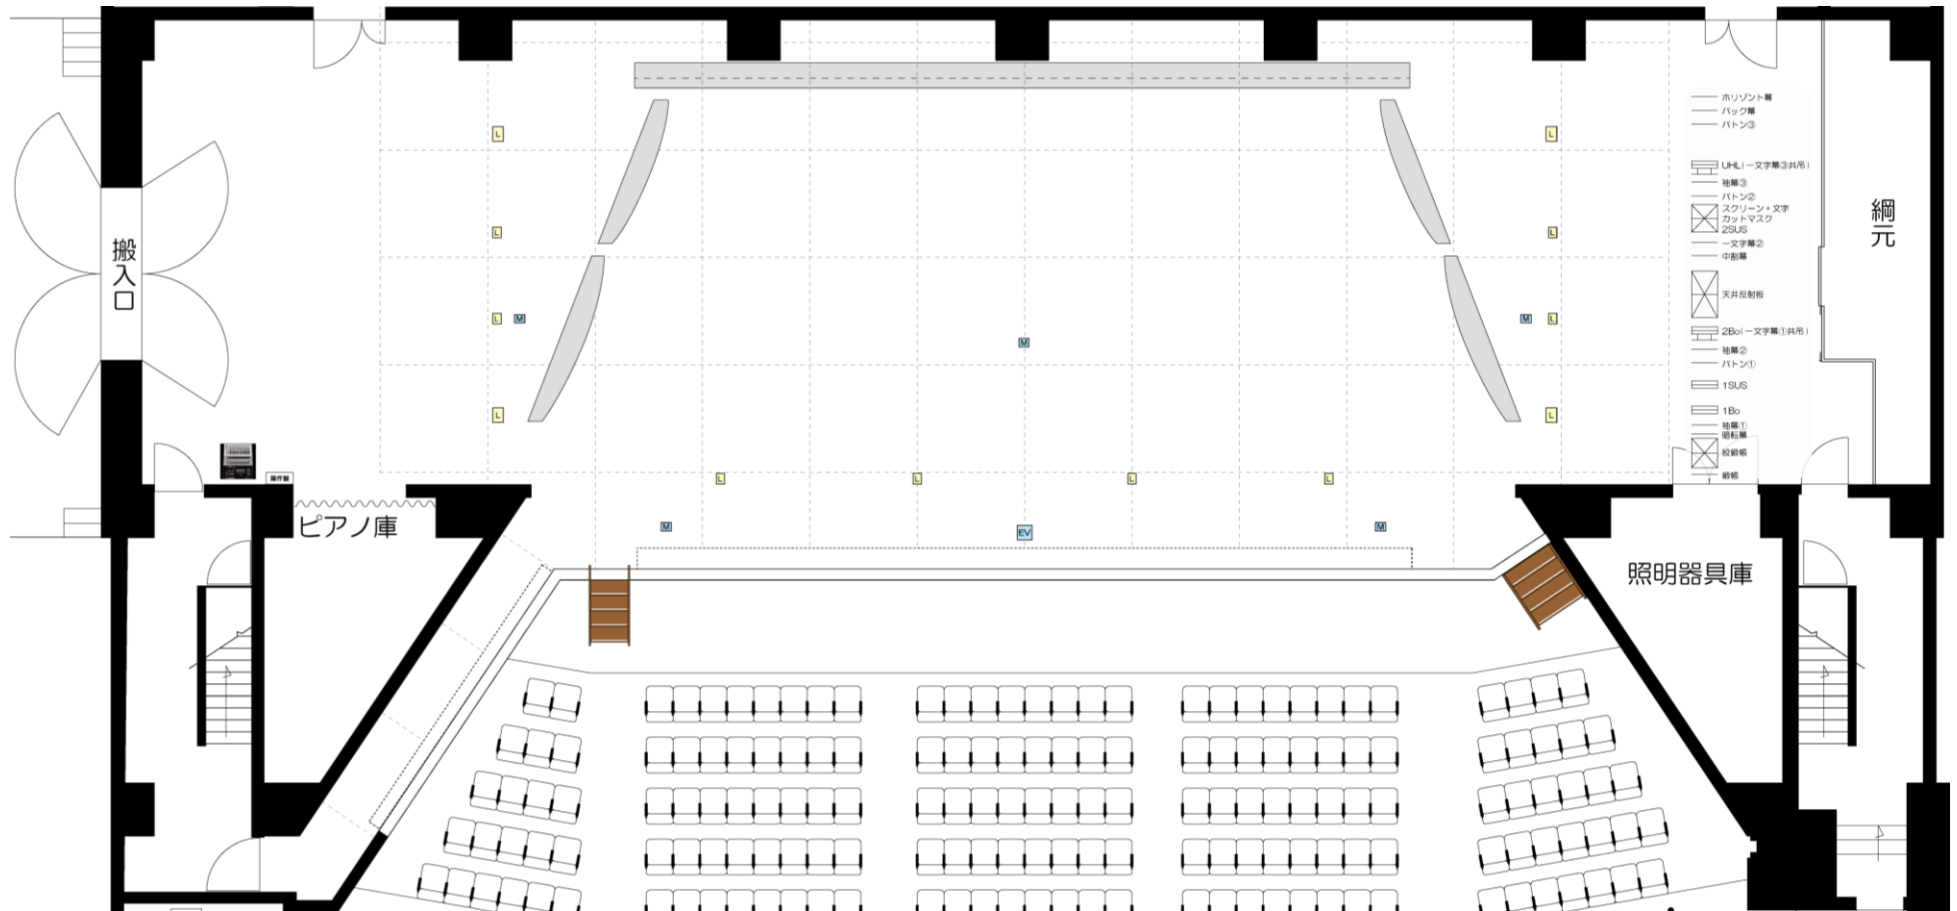 ホリゾント幕
バック幕
バトン③
L
L
UHL(一文字幕③共吊)
袖幕③
バトン②
スクリーン・文字
カットマスク
2SUS
一文字幕②
中割幕
天井反射板
2Bo(一文字幕①共吊)
袖幕②
バトン①
1SUS
1Bo
袖幕①
暗転幕
絞緞帳
緞帳
綱元
搬入口
L
L
L
M
M
L
M
L
L
操作盤
L
L
L
L
ピアノ庫
M
EV
M
照明器具庫